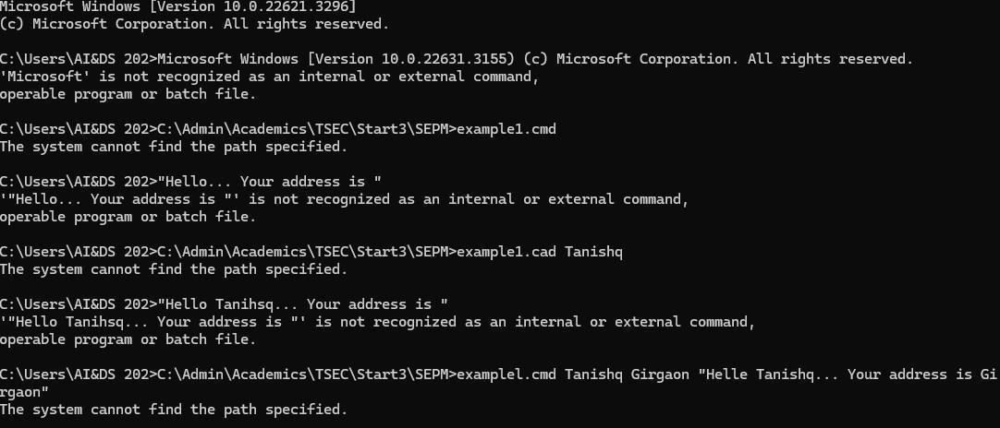 Microsoft Windows [Version 10.0.22621.3296]
(c) Microsoft Corporation. All rights reserved.
C:\Users\AI&DS 202>Microsoft Windows [Version 10.0.22631.3155) (c) Microsoft Corporation. All rights reserved.
'Microsoft' is not recognized as an internal or external command,
operable program or batch file.
C:\Users\AI&DS 202>C:\Admin\Academics\TSEC\Start3\SEPM>example1.cmd
The system cannot find the path specified.
C:\Users\AI&DS 202>"Hello... Your address is "
'"Hello... Your address is "' is not recognized as an internal or external command,
operable program or batch file.
C:\Users\AI&DS 202>C:\Admin\Academics\TSEC\Start3\SEPM>example1.cad Tanishq
The system cannot find the path specified.
C:\Users\AI&DS 202>"Hello Tanihsq... Your address is "
'"Hello Tanihsq... Your address is "' is not recognized as an internal or external command,
operable program or batch file.
C:\Users\AI&DS 202>C:\Admin\Academics\TSEC\Start3\SEPM>examplel.cmd Tanishq Girgaon "Helle Tanishq... Your address is Gi
rgaon"
The system cannot find the path specified.